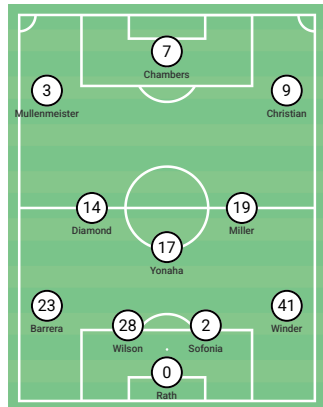 7
Chambers
3
Mullenmeister
9
Christian
14
Diamond
19
Miller
17
Yonaha
23
Barrera
41
Winder
28
Wilson
2
Sofonia
0
Rath